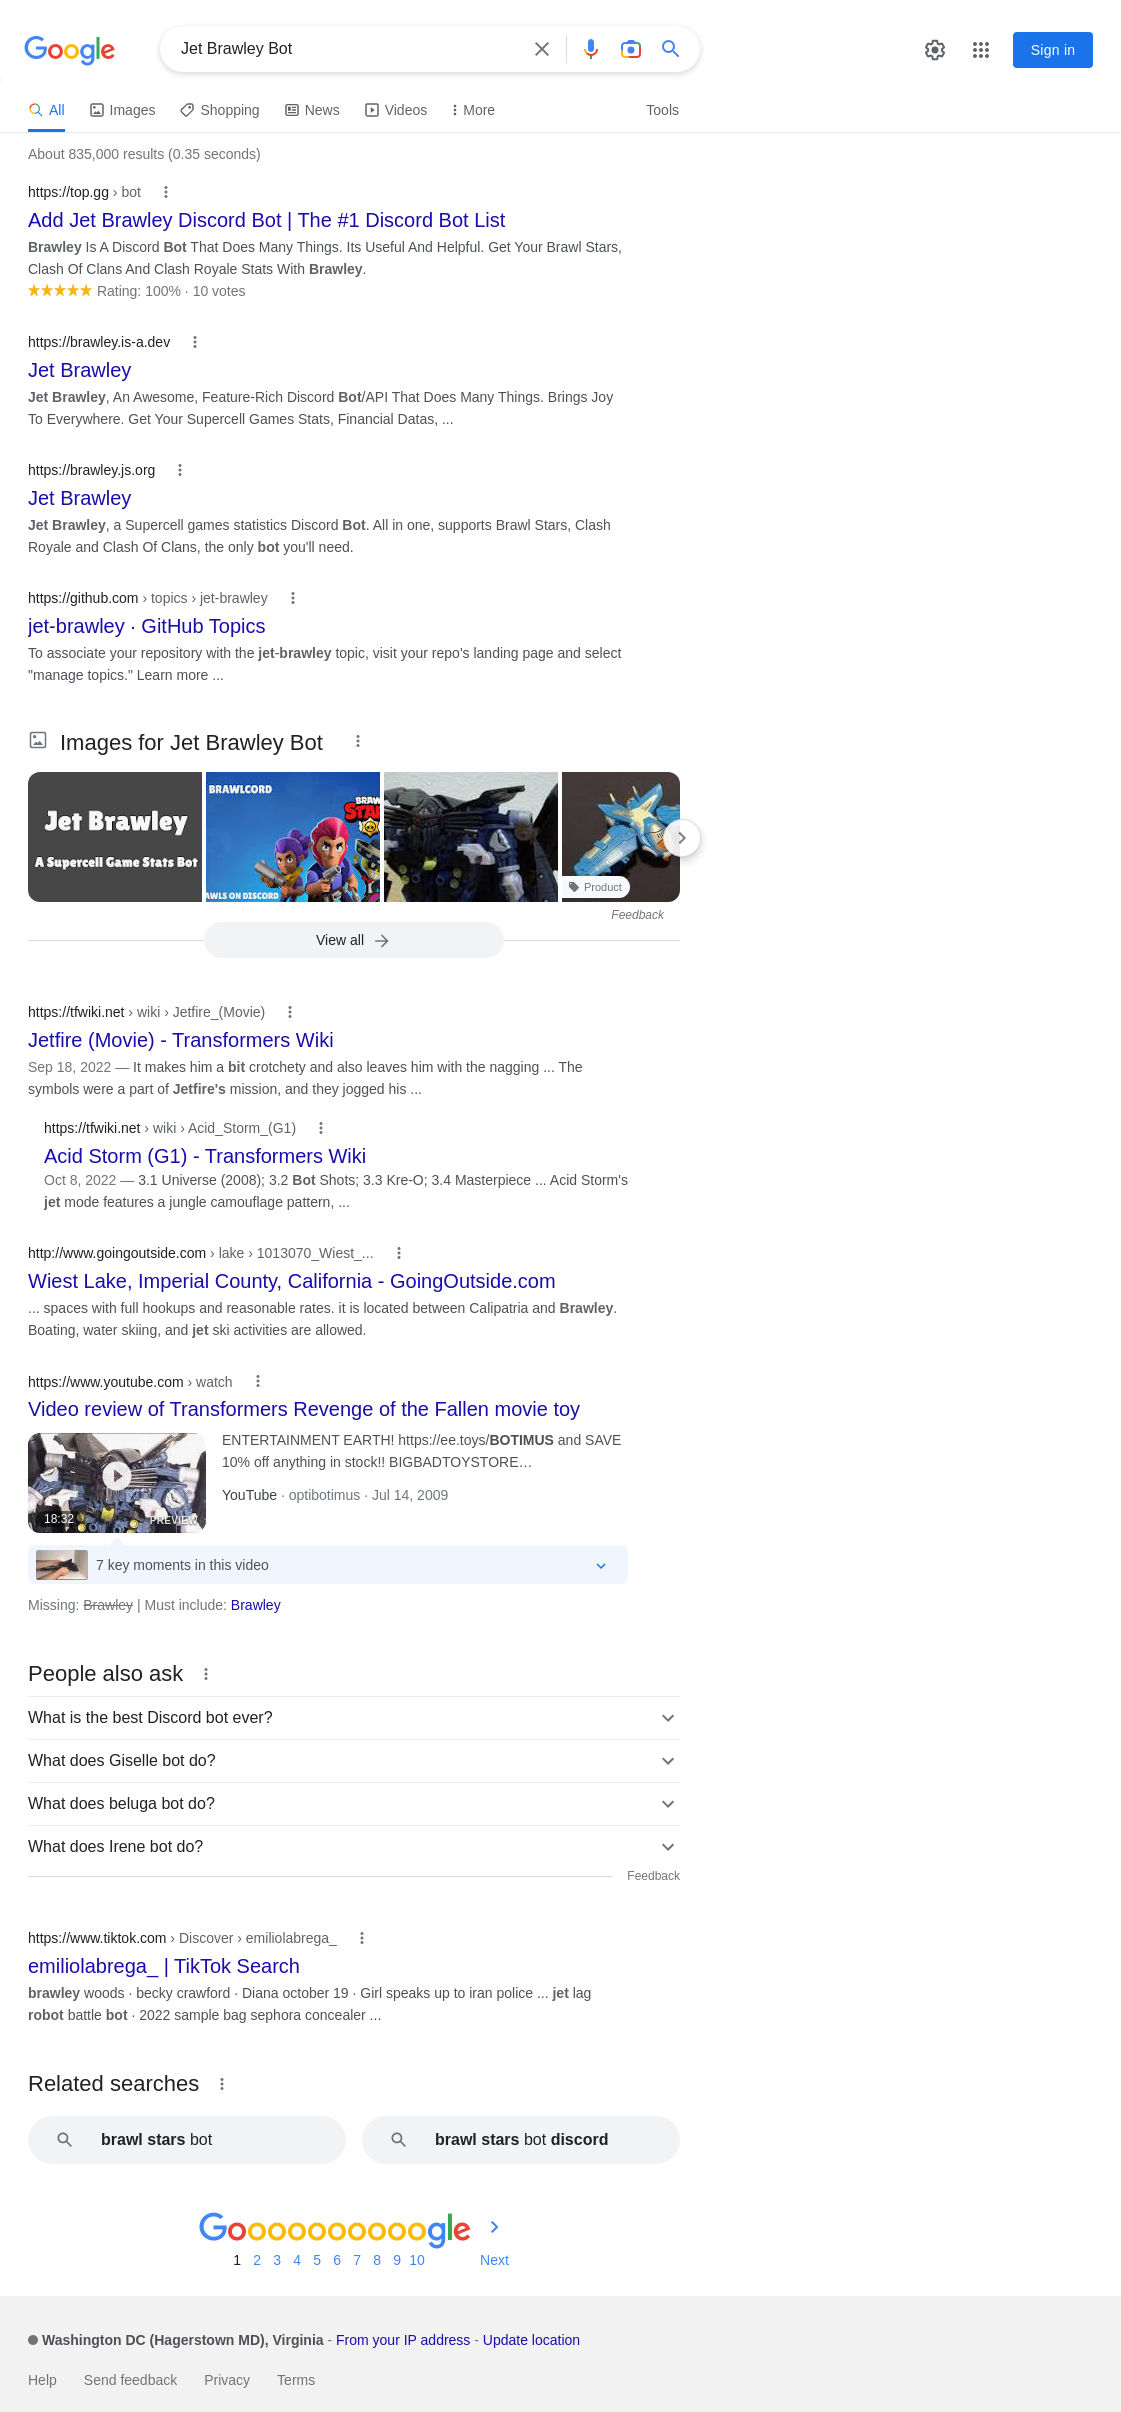 Google
Jet Brawley Bot
Sign in
All
Images
Shopping
News
Videos
More
Tools
About 835,000 results (0.35 seconds)
https://top.gg › bot
Add Jet Brawley Discord Bot | The #1 Discord Bot List
Brawley Is A Discord Bot That Does Many Things. Its Useful And Helpful. Get Your Brawl Stars,
Clash Of Clans And Clash Royale Stats With Brawley.
Rating: 100% · 10 votes
https://brawley.is-a.dev
Jet Brawley
Jet Brawley, An Awesome, Feature-Rich Discord Bot/API That Does Many Things. Brings Joy
To Everywhere. Get Your Supercell Games Stats, Financial Datas, ...
https://brawley.js.org
Jet Brawley
Jet Brawley, a Supercell games statistics Discord Bot. All in one, supports Brawl Stars, Clash
Royale and Clash Of Clans, the only bot you'll need.
https://github.com › topics › jet-brawley
jet-brawley · GitHub Topics
To associate your repository with the jet-brawley topic, visit your repo's landing page and select
"manage topics." Learn more ...
Images for Jet Brawley Bot
Jet Brawley
A Supercell Game Stats Bot
BRAWLCORD
BRAW
STA
AWLS ON DISCORD
Product
Feedback
View all
https://tfwiki.net › wiki › Jetfire_(Movie)
Jetfire (Movie) - Transformers Wiki
Sep 18, 2022 — It makes him a bit crotchety and also leaves him with the nagging ... The
symbols were a part of Jetfire's mission, and they jogged his ...
https://tfwiki.net › wiki › Acid_Storm_(G1)
Acid Storm (G1) - Transformers Wiki
Oct 8, 2022 — 3.1 Universe (2008); 3.2 Bot Shots; 3.3 Kre-O; 3.4 Masterpiece ... Acid Storm's
jet mode features a jungle camouflage pattern, ...
http://www.goingoutside.com › lake › 1013070_Wiest_...
Wiest Lake, Imperial County, California - GoingOutside.com
... spaces with full hookups and reasonable rates. it is located between Calipatria and Brawley.
Boating, water skiing, and jet ski activities are allowed.
https://www.youtube.com › watch
Video review of Transformers Revenge of the Fallen movie toy
ENTERTAINMENT EARTH! https://ee.toys/BOTIMUS and SAVE
10% off anything in stock!! BIGBADTOYSTORE…
YouTube · optibotimus · Jul 14, 2009
18:32
PREVIEW
7 key moments in this video
Missing: Brawley | Must include: Brawley
People also ask
What is the best Discord bot ever?
What does Giselle bot do?
What does beluga bot do?
What does Irene bot do?
Feedback
https://www.tiktok.com › Discover › emiliolabrega_
emiliolabrega_ | TikTok Search
brawley woods · becky crawford · Diana october 19 · Girl speaks up to iran police ... jet lag
robot battle bot · 2022 sample bag sephora concealer ...
Related searches
brawl stars bot
brawl stars bot discord
Goooooooooogle
1 2 3 4 5 6 7 8 9 10 Next
Washington DC (Hagerstown MD), Virginia - From your IP address - Update location
Help Send feedback Privacy Terms